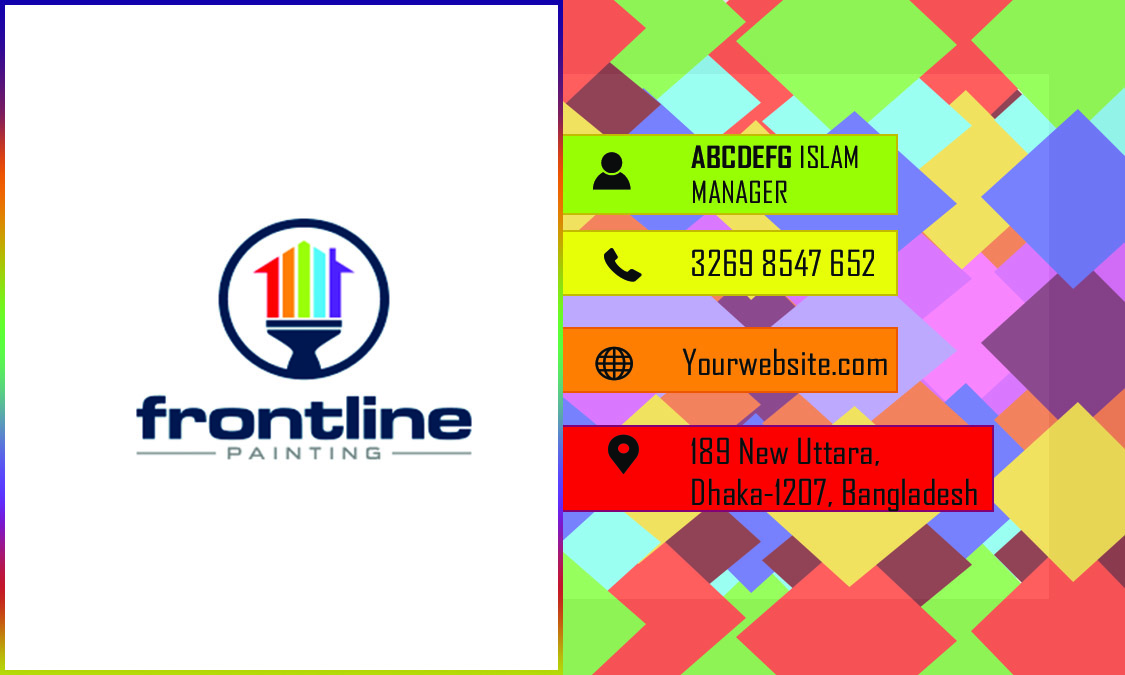 frontline
PAINTING
ABCDEFG ISLAM
MANAGER
3269 8547 652
Yourwebsite.com
189 New Uttara,
Dhaka-1207, Bangladesh